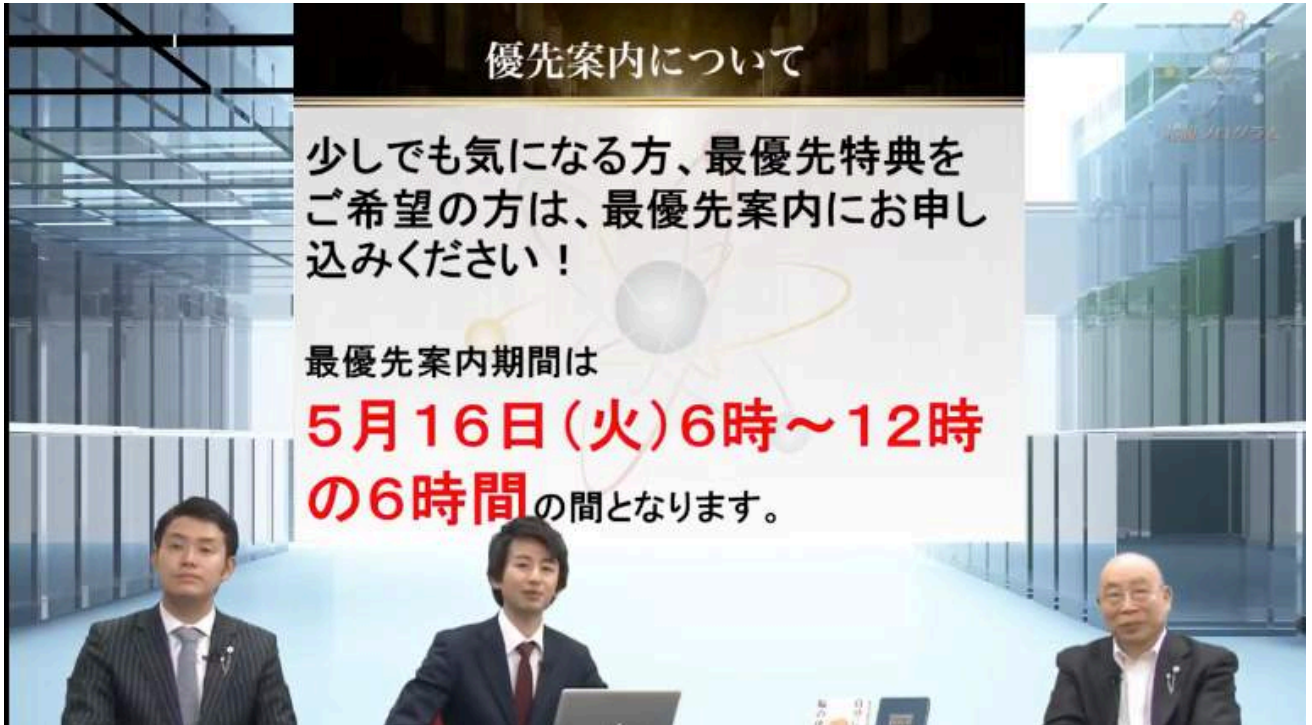 優先案内について
少しでも気になる方、最優先特典を
ご希望の方は、最優先案内にお申し
込みください！
最優先案内期間は
5月16日(火)6時～12時
の6時間の間となります。